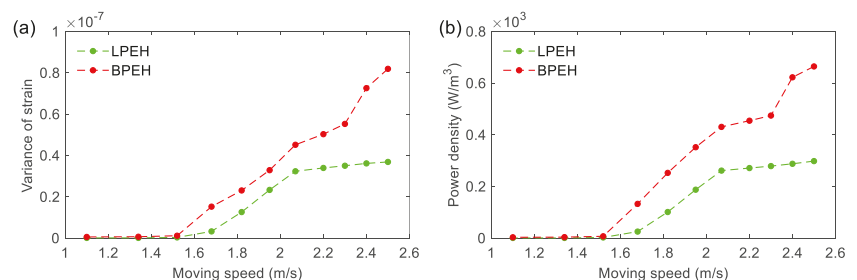 (a)
×10⁻⁷
1
0.8
0.6
0.4
0.2
0
1 1.2 1.4 1.6 1.8 2 2.2 2.4 2.6
Variance of strain
Moving speed (m/s)
LPEH
BPEH
(b)
×10³
0.8
0.6
0.4
0.2
0
1 1.2 1.4 1.6 1.8 2 2.2 2.4 2.6
Power density (W/m³)
Moving speed (m/s)
LPEH
BPEH